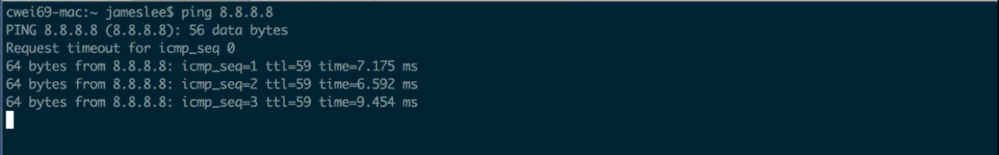 cwei69-mac:~ jameslee$ ping 8.8.8.8
PING 8.8.8.8 (8.8.8.8): 56 data bytes
Request timeout for icmp_seq 0
64 bytes from 8.8.8.8: icmp_seq=1 ttl=59 time=7.175 ms
64 bytes from 8.8.8.8: icmp_seq=2 ttl=59 time=6.592 ms
64 bytes from 8.8.8.8: icmp_seq=3 ttl=59 time=9.454 ms